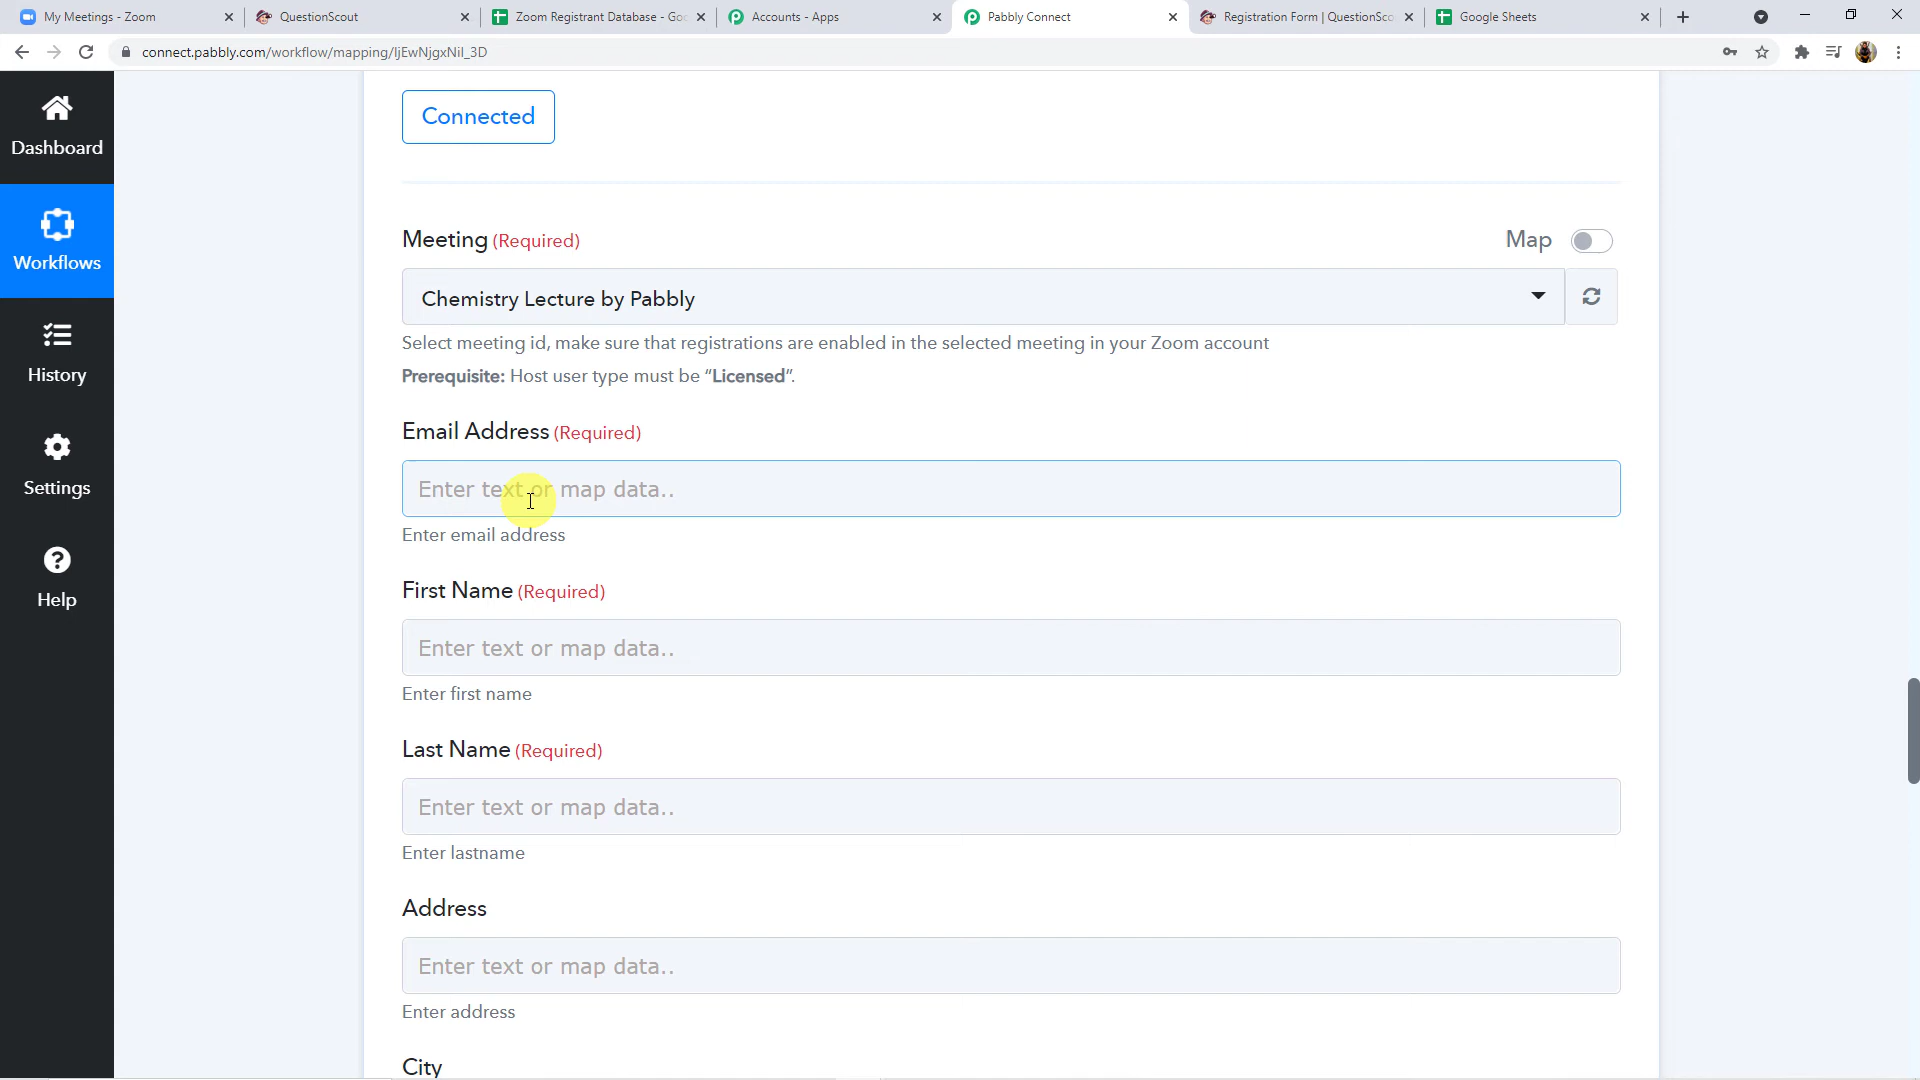 My Meetings - Zoom
QuestionScout
Zoom Registrant Database - Goo
Accounts - Apps
Pabbly Connect
Registration Form | QuestionSco
Google Sheets
connect.pabbly.com/workflow/mapping/IjEwNjgxNiI_3D
Dashboard
Workflows
History
Settings
Help
Connected
Meeting (Required)
Map
Chemistry Lecture by Pabbly
Select meeting id, make sure that registrations are enabled in the selected meeting in your Zoom account
Prerequisite: Host user type must be “Licensed”.
Email Address (Required)
Enter text or map data..
Enter email address
First Name (Required)
Enter text or map data..
Enter first name
Last Name (Required)
Enter text or map data..
Enter lastname
Address
Enter text or map data..
Enter address
City